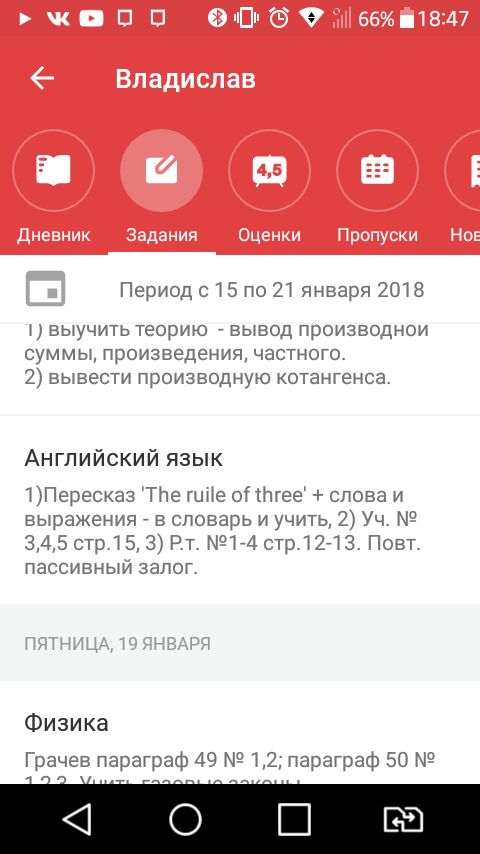 66% 18:47
Владислав
4,5
Дневник Задания Оценки Пропуски Нов
Период с 15 по 21 января 2018
1) выучить теорию - вывод производной
суммы, произведения, частного.
2) вывести производную котангенса.
Английский язык
1)Пересказ 'The ruile of three' + слова и
выражения - в словарь и учить, 2) Уч. №
3,4,5 стр.15, 3) Р.т. №1-4 стр.12-13. Повт.
пассивный залог.
ПЯТНИЦА, 19 ЯНВАРЯ
Физика
Грачев параграф 49 № 1,2; параграф 50 №
1,2,3. Учить газовые законы